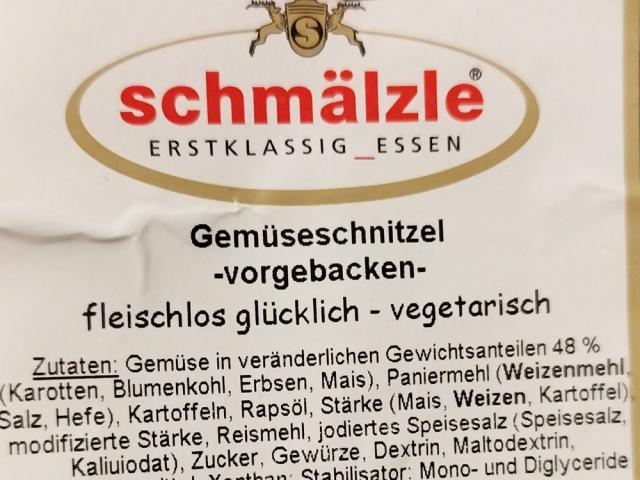 S
schmälzle®
ERSTKLASSIG_ESSEN
Gemüseschnitzel
-vorgebacken-
fleischlos glücklich - vegetarisch
Zutaten: Gemüse in veränderlichen Gewichtsanteilen 48 %
(Karotten, Blumenkohl, Erbsen, Mais), Paniermehl (Weizenmehl,
Salz, Hefe), Kartoffeln, Rapsöl, Stärke (Mais, Weizen, Kartoffel),
modifizierte Stärke, Reismehl, jodiertes Speisesalz (Speisesalz,
Kaliuiodat), Zucker, Gewürze, Dextrin, Maltodextrin,
Xanthan; Stabilisator: Mono- und Diglyceride